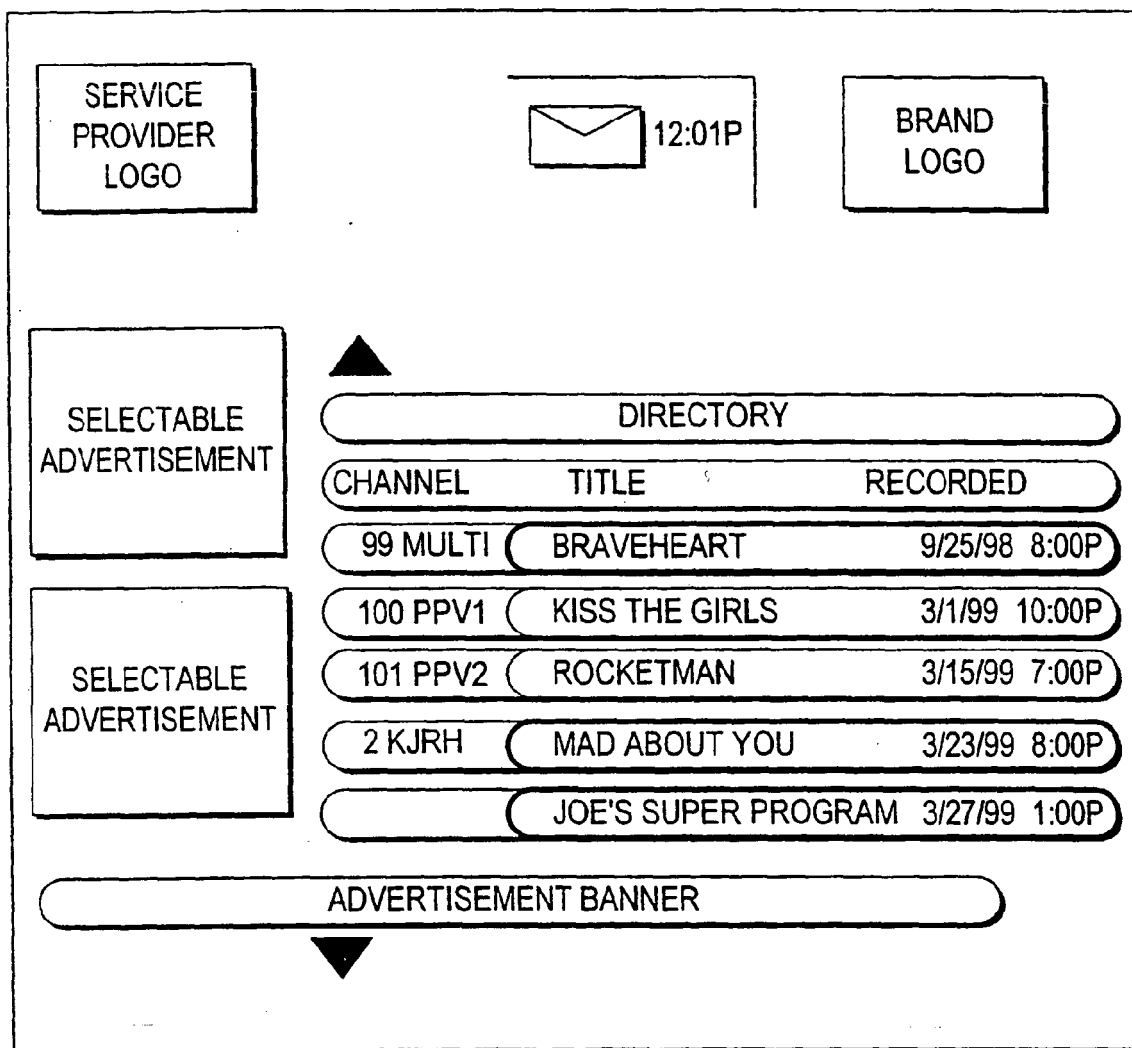 SERVICE
PROVIDER
LOGO
12:01P
BRAND
LOGO
SELECTABLE
ADVERTISEMENT
SELECTABLE
ADVERTISEMENT
DIRECTORY
CHANNEL TITLE RECORDED
99 MULTI BRAVEHEART 9/25/98 8:00P
100 PPV1 KISS THE GIRLS 3/1/99 10:00P
101 PPV2 ROCKETMAN 3/15/99 7:00P
2 KJRH MAD ABOUT YOU 3/23/99 8:00P
JOE'S SUPER PROGRAM 3/27/99 1:00P
ADVERTISEMENT BANNER